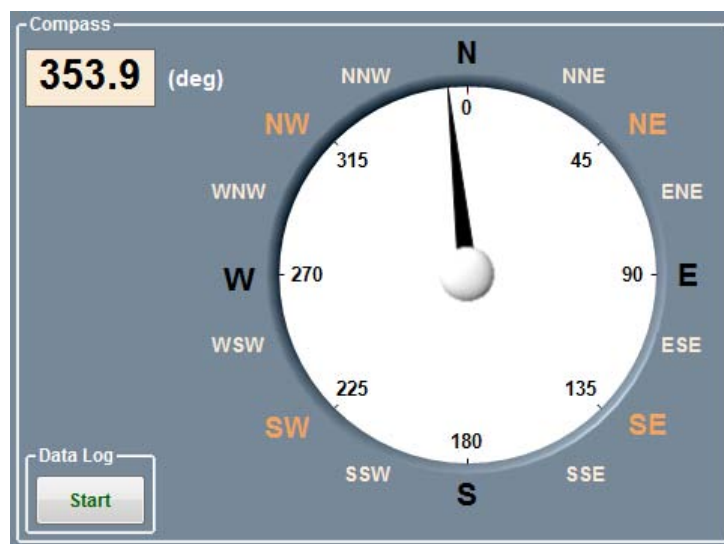 Compass
353.9 (deg)
N
NNW NNE
0
NW NE
315 45
WNW ENE
W 270 90 E
WSW ESE
225 135
SW SE
180
SSW SSE
S
Data Log
Start